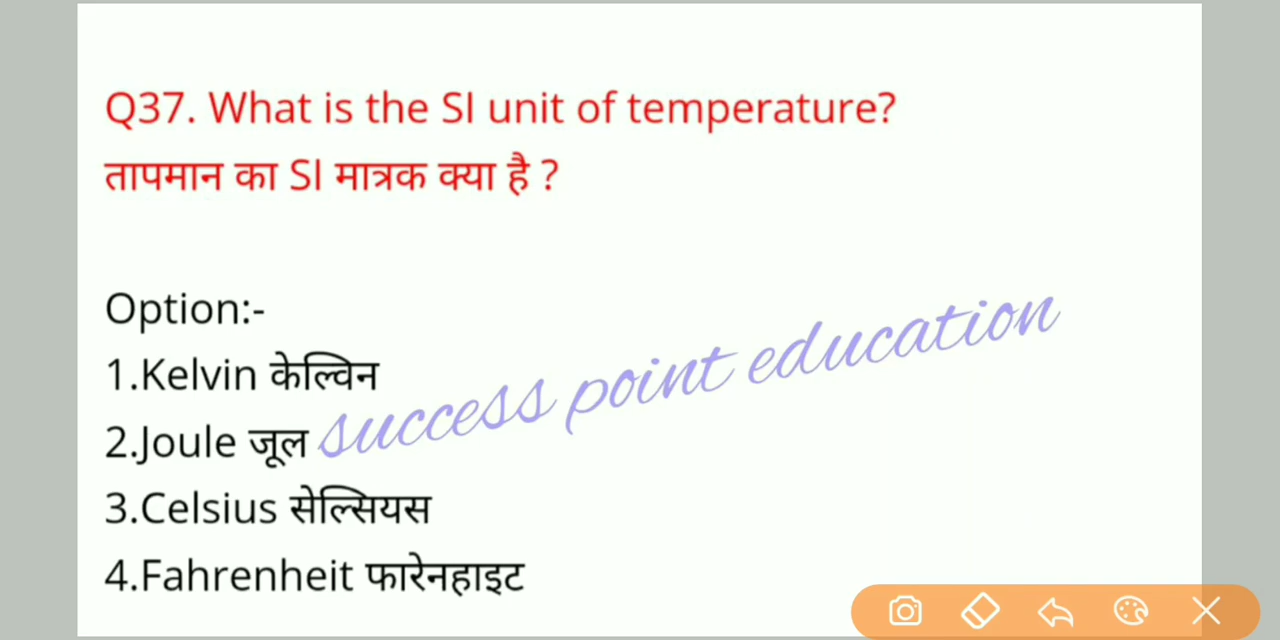 Q37. What is the SI unit of temperature?
तापमान का SI मात्रक क्या है ?
Option:-
1.Kelvin केल्विन
2.Joule जूल
success point education
3.Celsius सेल्सियस
4.Fahrenheit फारेनहाइट